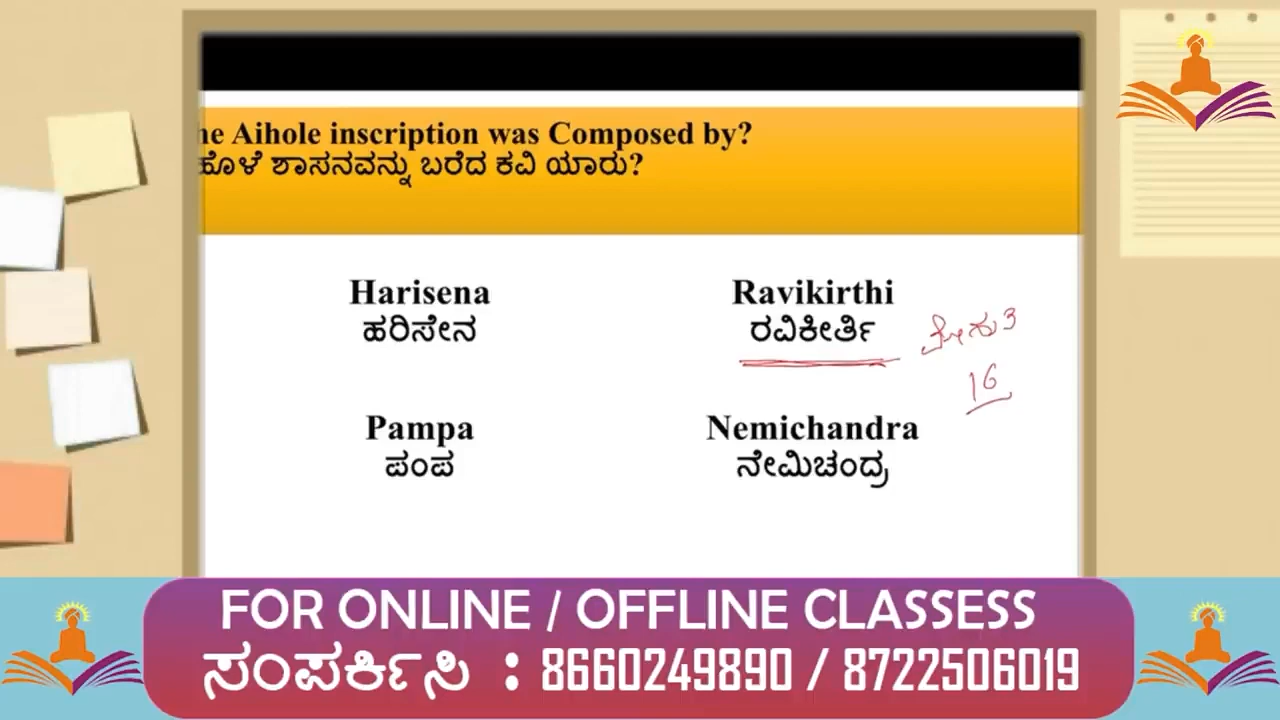 he Aihole inscription was Composed by?
ಹೊಳೆ ಶಾಸನವನ್ನು ಬರೆದ ಕವಿ ಯಾರು?
Harisena
ಹರಿಸೇನ
Ravikirthi
ರವಿಕೀರ್ತಿ
16
Pampa
ಪಂಪ
Nemichandra
ನೇಮಿಚಂದ್ರ
FOR ONLINE / OFFLINE CLASSESS
ಸಂಪರ್ಕಿಸಿ : 8660249890 / 8722506019